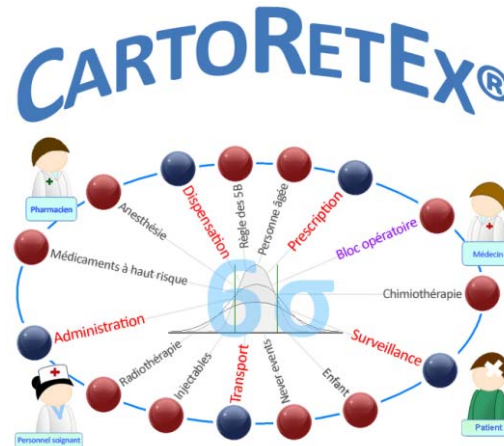 CARTORETEX®
Pharmacien
Anesthésie
Dispensation
Règle des 5B
Personne âgée
Prescription
Bloc opératoire
Médecin
Médicaments à haut risque
6σ
Chimiothérapie
Administration
Radiothérapie
Injectables
Transport
Never events
Enfant
Surveillance
Personnel soignant
Patient